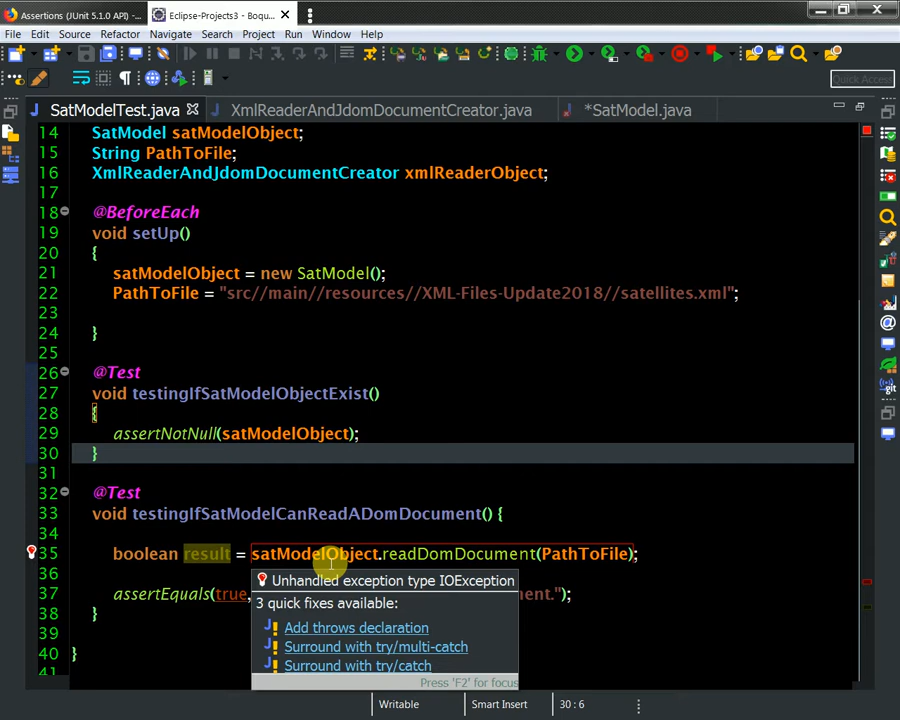 Assertions (JUnit 5.1.0 API) -... Eclipse-Projects3 - Boqu...
File Edit Source Refactor Navigate Search Project Run Window Help
Quick Access
SatModelTest.java XmlReaderAndJdomDocumentCreator.java *SatModel.java
14 SatModel satModelObject;
15 String PathToFile;
16 XmlReaderAndJdomDocumentCreator xmlReaderObject;
17
18 @BeforeEach
19 void setUp()
20 {
21 satModelObject = new SatModel();
22 PathToFile = "src//main//resources//XML-Files-Update2018//satellites.xml";
23
24 }
25
26 @Test
27 void testingIfSatModelObjectExist()
28 {
29 assertNotNull(satModelObject);
30 }
31
32 @Test
33 void testingIfSatModelCanReadADomDocument() {
34
35 boolean result = satModelObject.readDomDocument(PathToFile);
36 Unhandled exception type IOException
37 assertEquals(true, ment.");
3 quick fixes available:
38 }
Add throws declaration
39
Surround with try/multi-catch
40 }
Surround with try/catch
41
Press 'F2' for focus
Writable Smart Insert 30 : 6